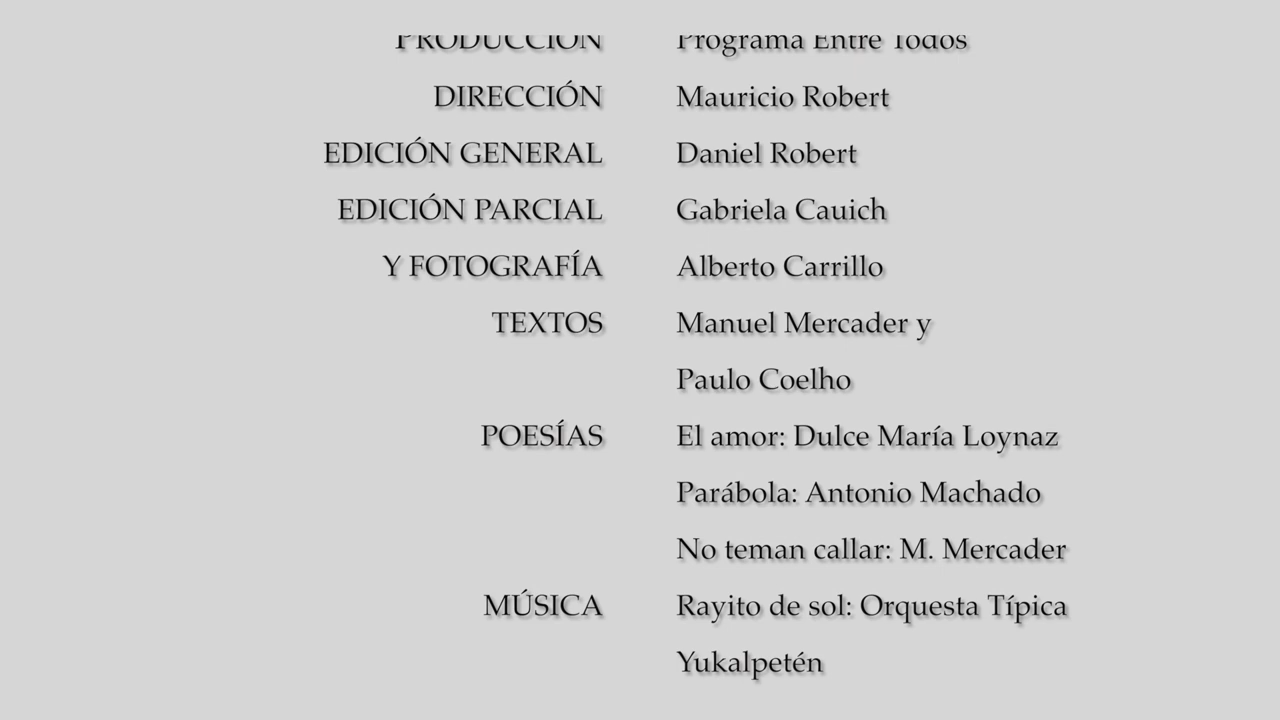 PRODUCCIÓN Programa Entre Todos
DIRECCIÓN Mauricio Robert
EDICIÓN GENERAL Daniel Robert
EDICIÓN PARCIAL Gabriela Cauich
Y FOTOGRAFÍA Alberto Carrillo
TEXTOS Manuel Mercader y
Paulo Coelho
POESÍAS El amor: Dulce María Loynaz
Parábola: Antonio Machado
No teman callar: M. Mercader
MÚSICA Rayito de sol: Orquesta Típica
Yukalpetén